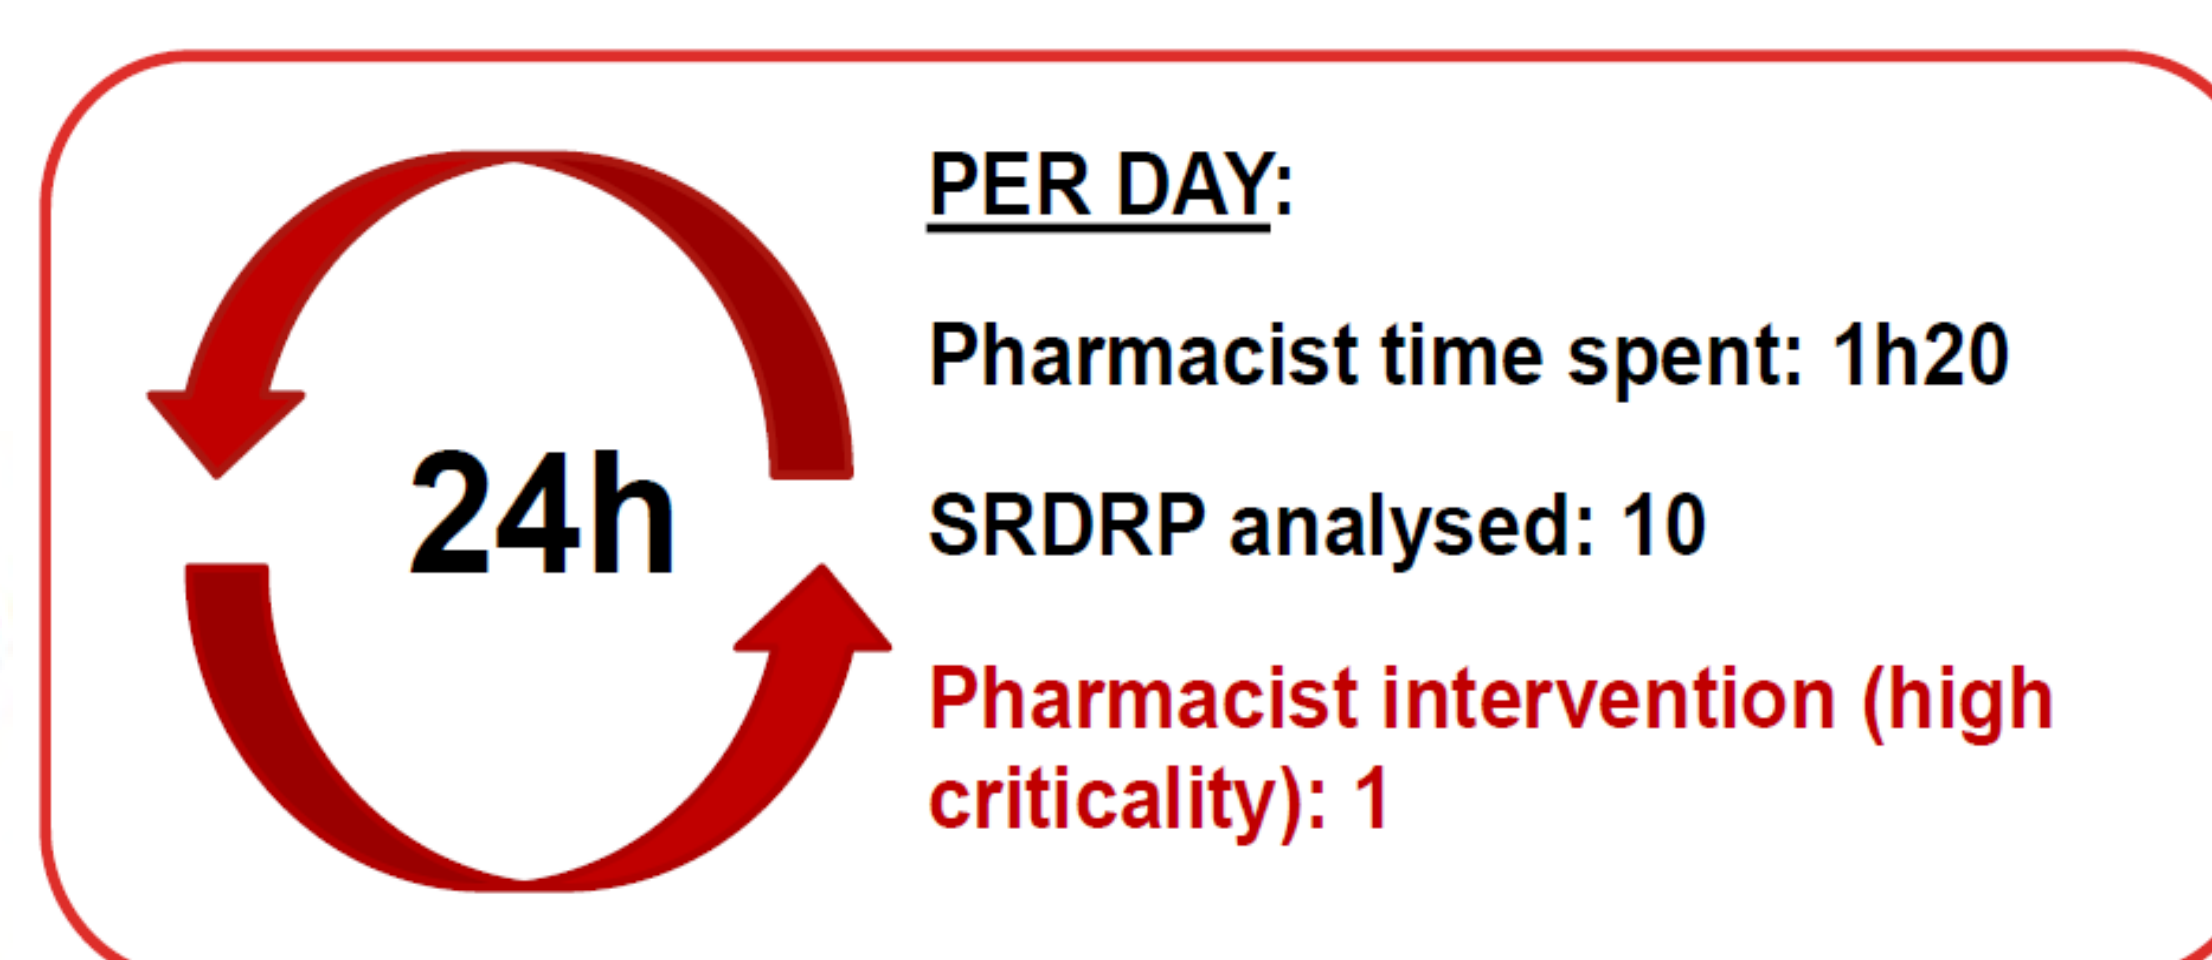 24h
PER DAY:
Pharmacist time spent: 1h20
SRDRP analysed: 10
Pharmacist intervention (high
criticality): 1